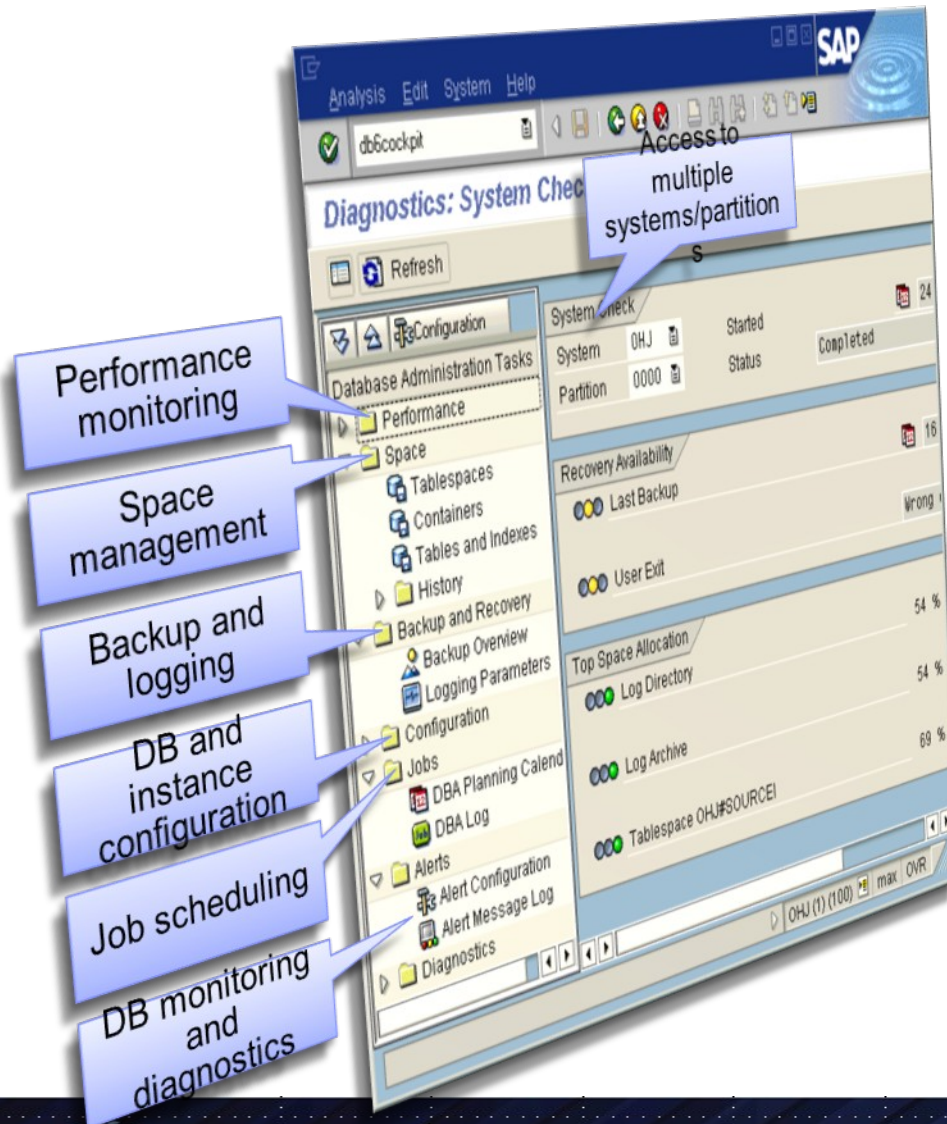 SAP
Analysis Edit System Help
db6cockpit
Diagnostics: System Chec
Access to
multiple
systems/partition
s
Refresh
Configuration
Database Administration Tasks
Performance
Space
Tablespaces
Containers
Tables and Indexes
History
Backup and Recovery
Backup Overview
Logging Parameters
Configuration
Jobs
DBA Planning Calend
DBA Log
Alerts
Alert Configuration
Alert Message Log
Diagnostics
System Check
System OHJ Started 24
Partition 0000 Status Completed
Recovery Availability 16
Last Backup
Wrong
User Exit
Top Space Allocation 54 %
Log Directory 54 %
Log Archive 69 %
Tablespace OHJ#SOURCEI
OHJ (1) (100) max OVR
Performance
monitoring
Space
management
Backup and
logging
DB and
instance
configuration
Job scheduling
DB monitoring
and
diagnostics